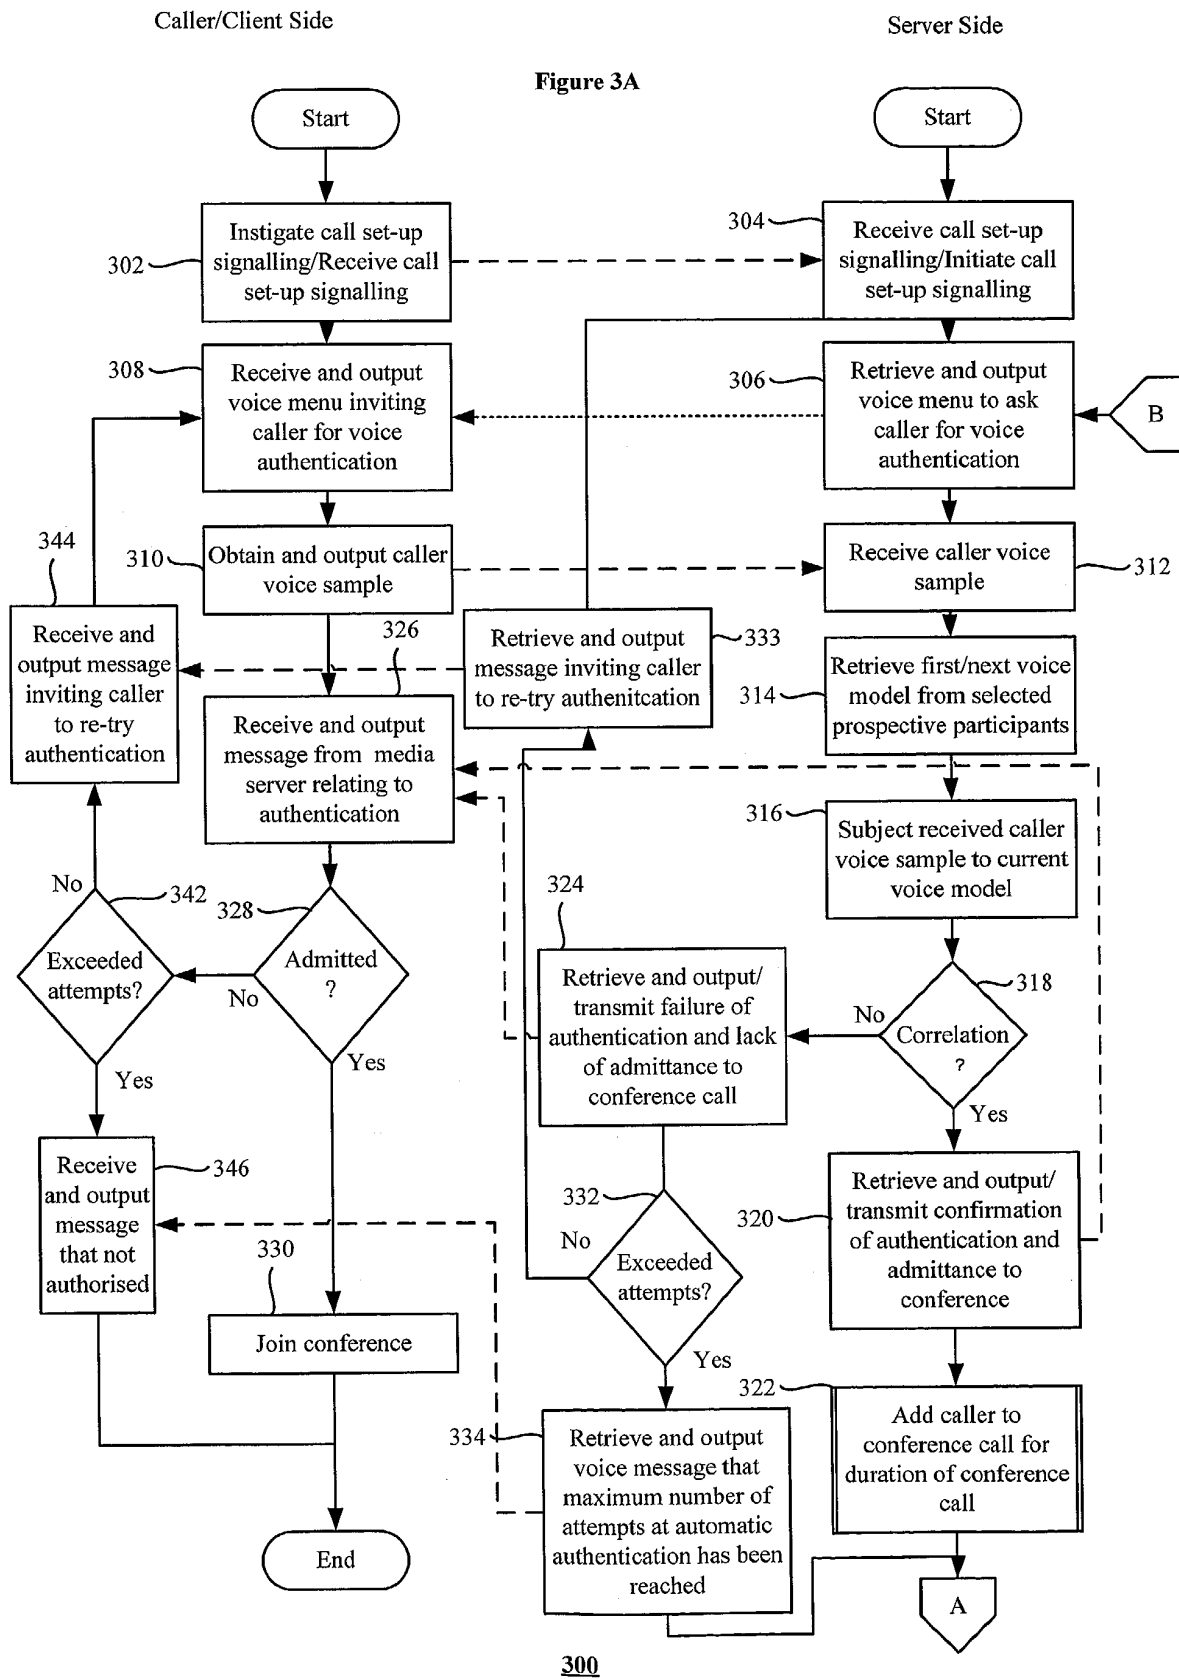 Caller/Client Side
Server Side
Figure 3A
Start
Start
302
Instigate call set-up
signalling/Receive call
set-up signalling
304
Receive call set-up
signalling/Initiate call
set-up signalling
308
Receive and output
voice menu inviting
caller for voice
authentication
306
Retrieve and output
voice menu to ask
caller for voice
authentication
B
344
310
Obtain and output caller
voice sample
Receive caller voice
sample
312
Receive and
output message
inviting caller
to re-try
authentication
326
Retrieve and output
message inviting caller
to re-try authenitcation
333
314
Retrieve first/next voice
model from selected
prospective participants
Receive and output
message from media
server relating to
authentication
316
Subject received caller
voice sample to current
voice model
No
342
Exceeded
attempts?
Yes
328
Admitted
?
No
Yes
324
Retrieve and output/
transmit failure of
authentication and lack
of admittance to
conference call
318
No
Correlation
?
Yes
Receive
and output
message
that not
authorised
346
332
No
Exceeded
attempts?
Yes
320
Retrieve and output/
transmit confirmation
of authentication and
admittance to
conference
330
Join conference
322
Add caller to
conference call for
duration of conference
call
334
Retrieve and output
voice message that
maximum number of
attempts at automatic
authentication has been
reached
End
A
300